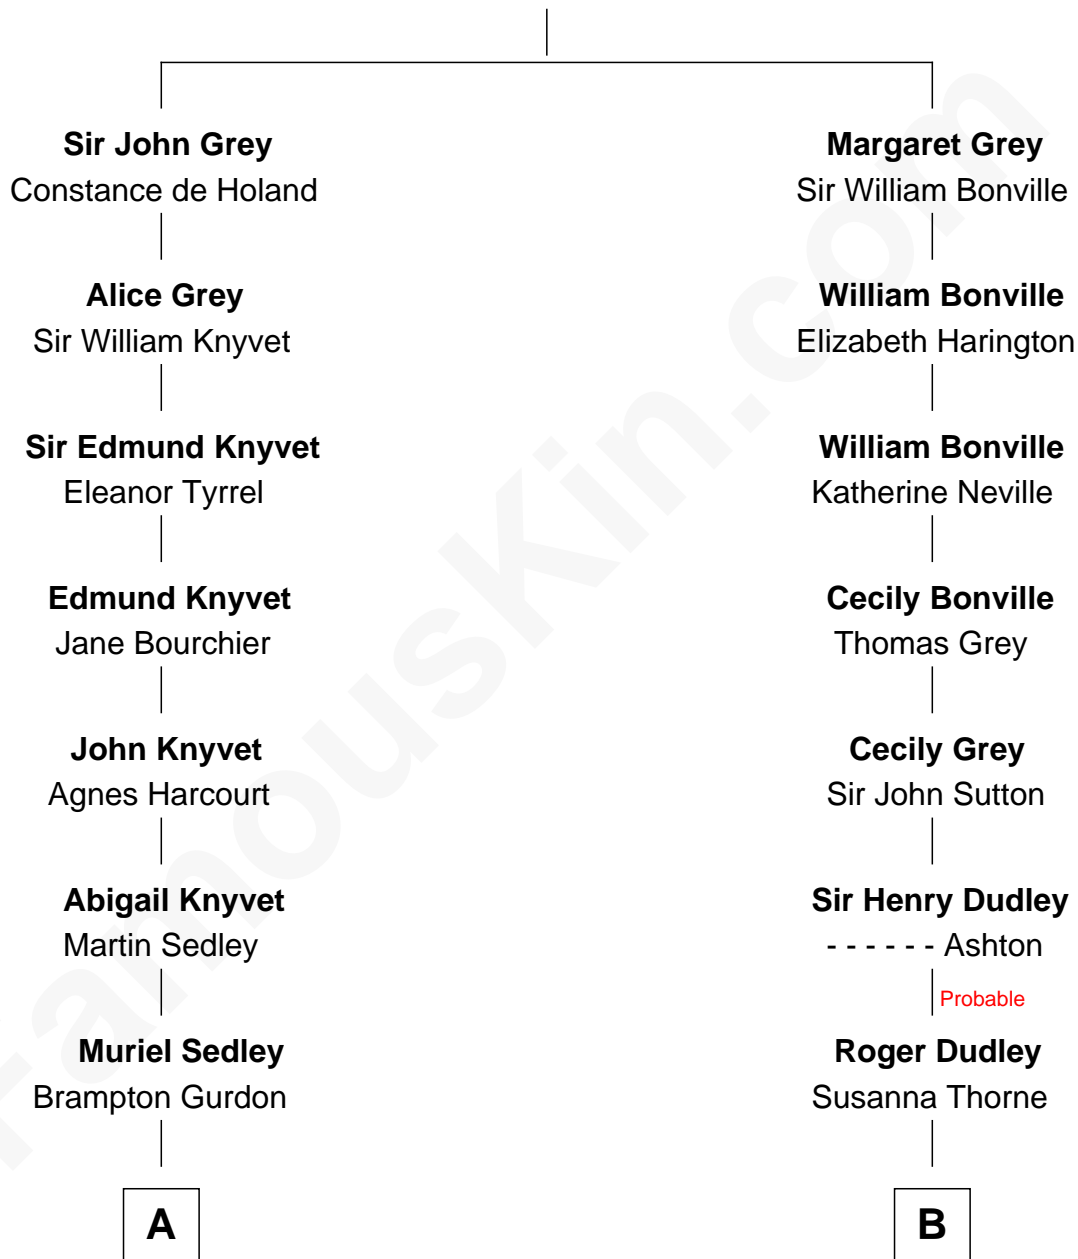 Sir John Grey
Constance de Holand
Margaret Grey
Sir William Bonville
Alice Grey
Sir William Knyvet
William Bonville
Elizabeth Harington
Sir Edmund Knyvet
Eleanor Tyrrel
William Bonville
Katherine Neville
Edmund Knyvet
Jane Bourchier
Cecily Bonville
Thomas Grey
John Knyvet
Agnes Harcourt
Cecily Grey
Sir John Sutton
Abigail Knyvet
Martin Sedley
Sir Henry Dudley
- - - - - - Ashton
Probable
Muriel Sedley
Brampton Gurdon
Roger Dudley
Susanna Thorne
A
B
FamousKin.com